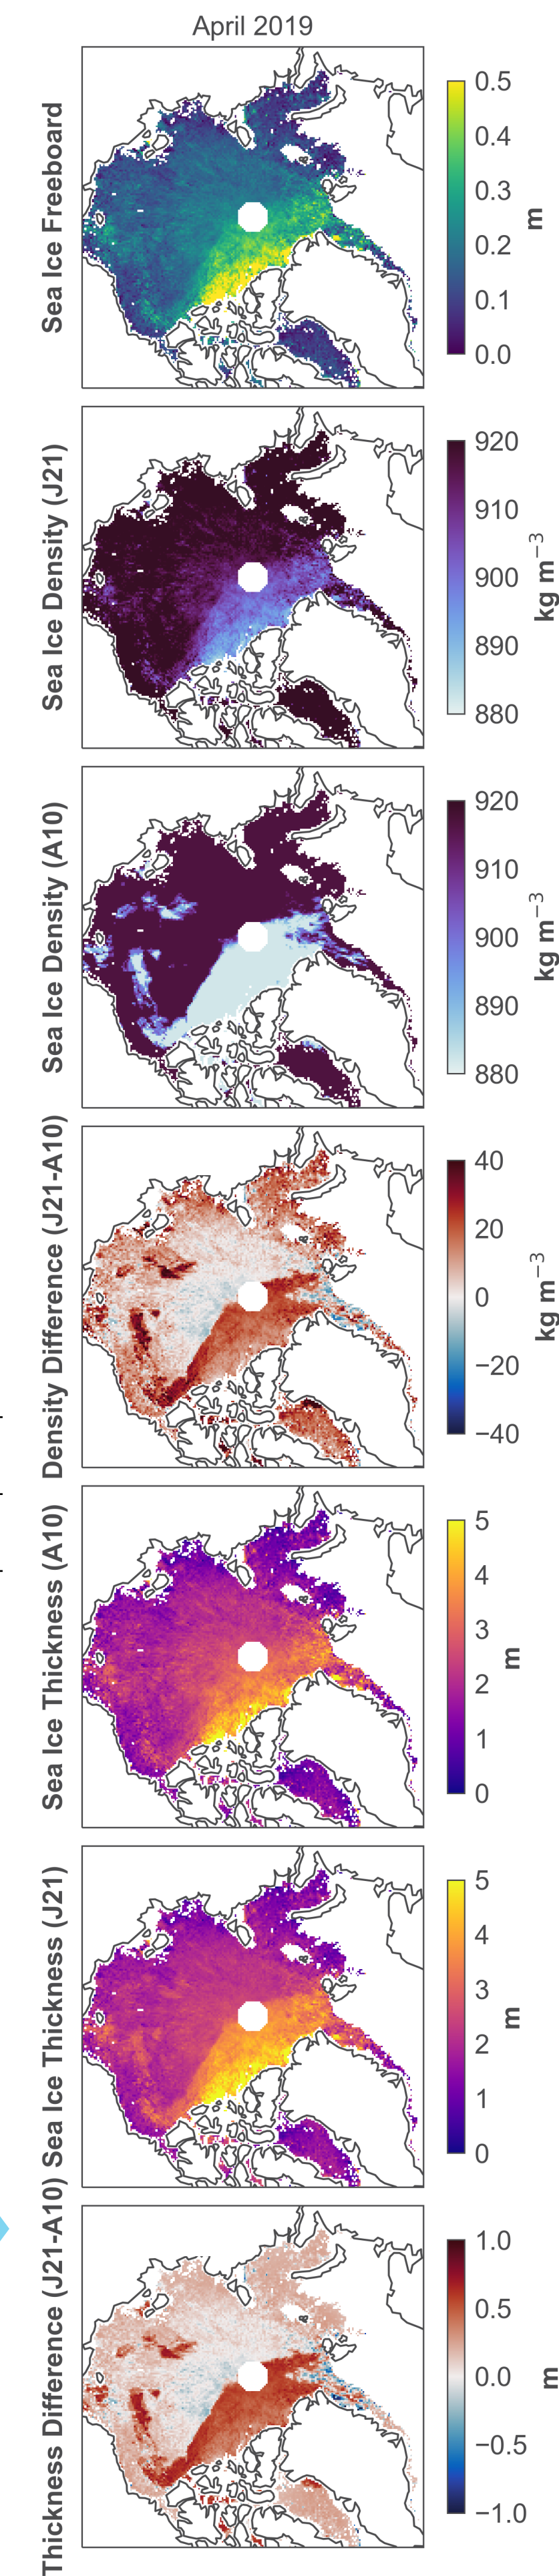 April 2019
Sea Ice Freeboard
0.5
0.4
0.3
0.2
0.1
0.0
m
Sea Ice Density (J21)
920
910
900
890
880
kg m−3
Sea Ice Density (A10)
920
910
900
890
880
kg m−3
Density Difference (J21-A10)
40
20
0
−20
−40
kg m−3
Sea Ice Thickness (A10)
5
4
3
2
1
0
m
Sea Ice Thickness (J21)
5
4
3
2
1
0
m
Thickness Difference (J21-A10)
1.0
0.5
0.0
−0.5
−1.0
m